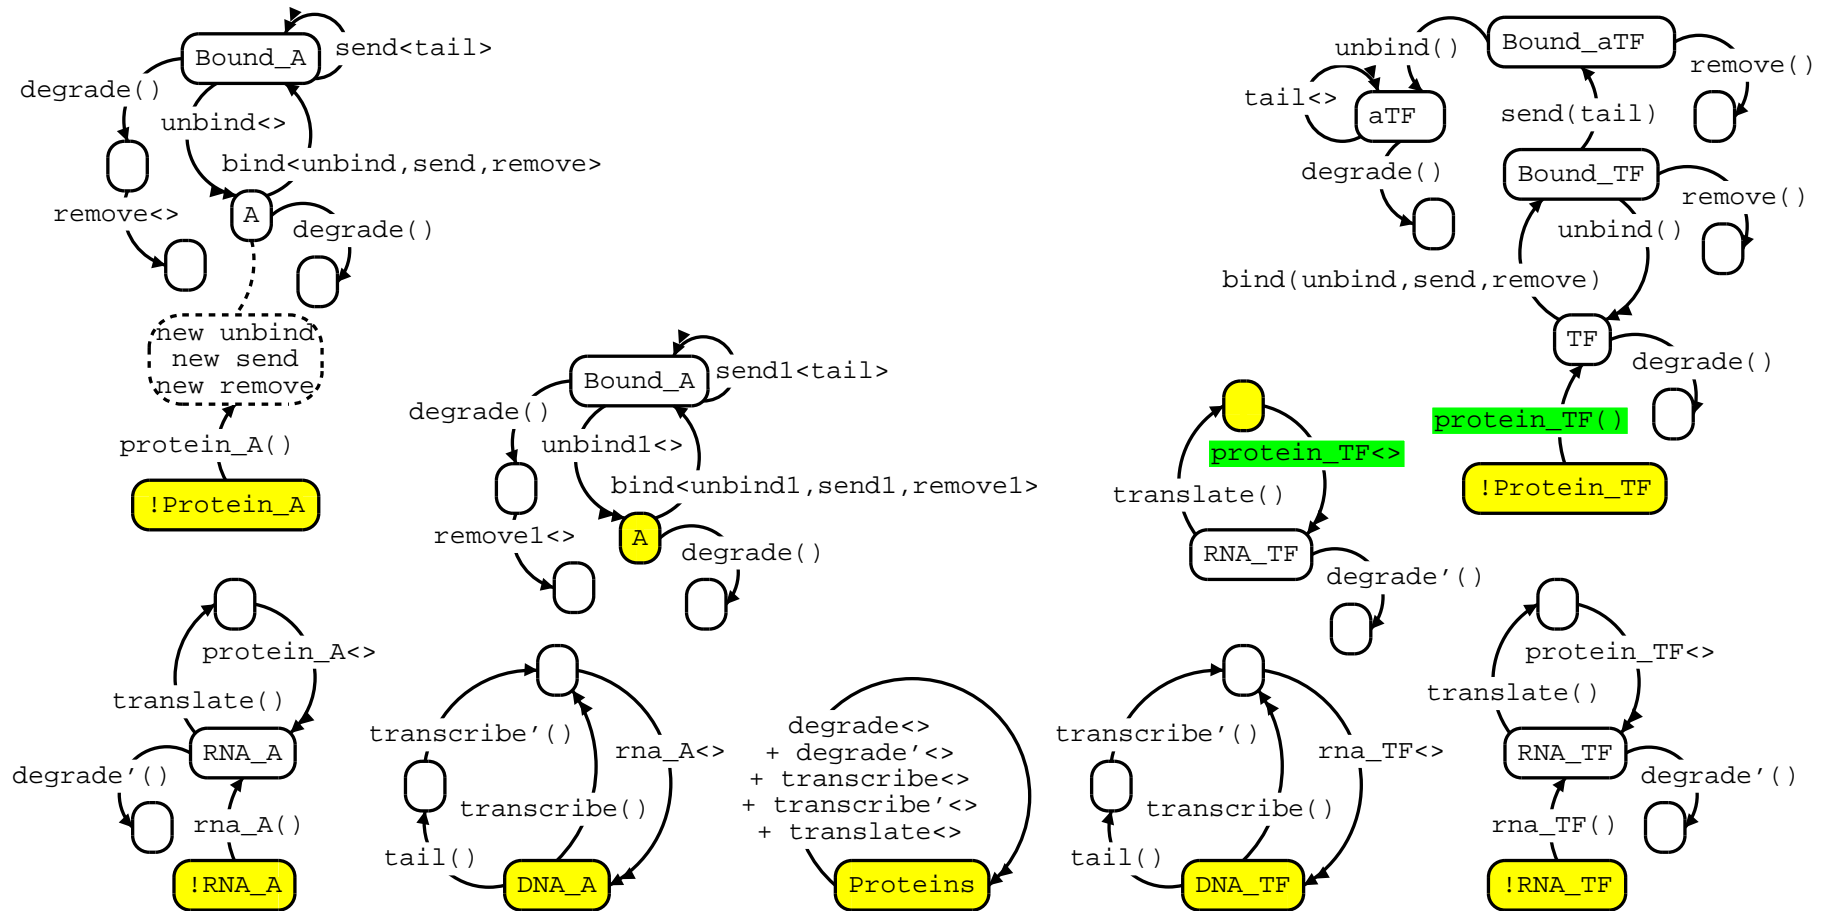 Bound_A
send<tail>
degrade()
unbind<>
bind<unbind,send,remove>
remove<>
A
degrade()
new unbind
new send
new remove
protein_A()
!Protein_A
Bound_A
send1<tail>
degrade()
unbind1<>
bind<unbind1,send1,remove1>
remove1<>
A
degrade()
unbind()
Bound_aTF
remove()
tail<>
aTF
send(tail)
degrade()
Bound_TF
remove()
unbind()
bind(unbind,send,remove)
TF
degrade()
protein_TF()
!Protein_TF
protein_TF<>
translate()
RNA_TF
degrade'()
protein_A<>
translate()
RNA_A
degrade'()
rna_A()
!RNA_A
transcribe'()
rna_A<>
transcribe()
tail()
DNA_A
degrade<>
+ degrade'<>
+ transcribe<>
+ transcribe'<>
+ translate<>
Proteins
transcribe'()
rna_TF<>
transcribe()
tail()
DNA_TF
protein_TF<>
translate()
RNA_TF
degrade'()
rna_TF()
!RNA_TF